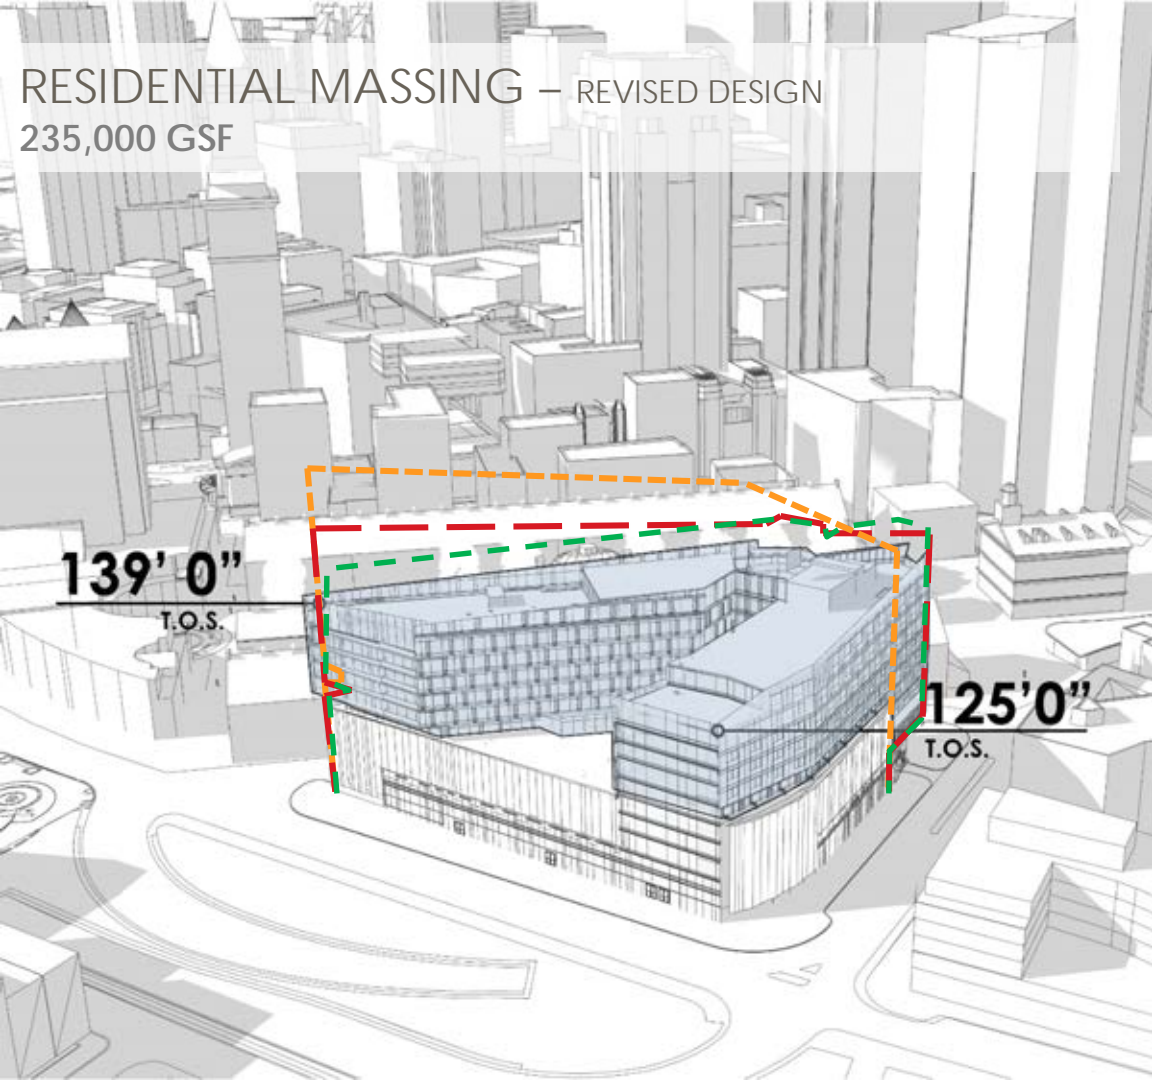 RESIDENTIAL MASSING – REVISED DESIGN
235,000 GSF
139' 0”
T.O.S.
125'0”
T.O.S.